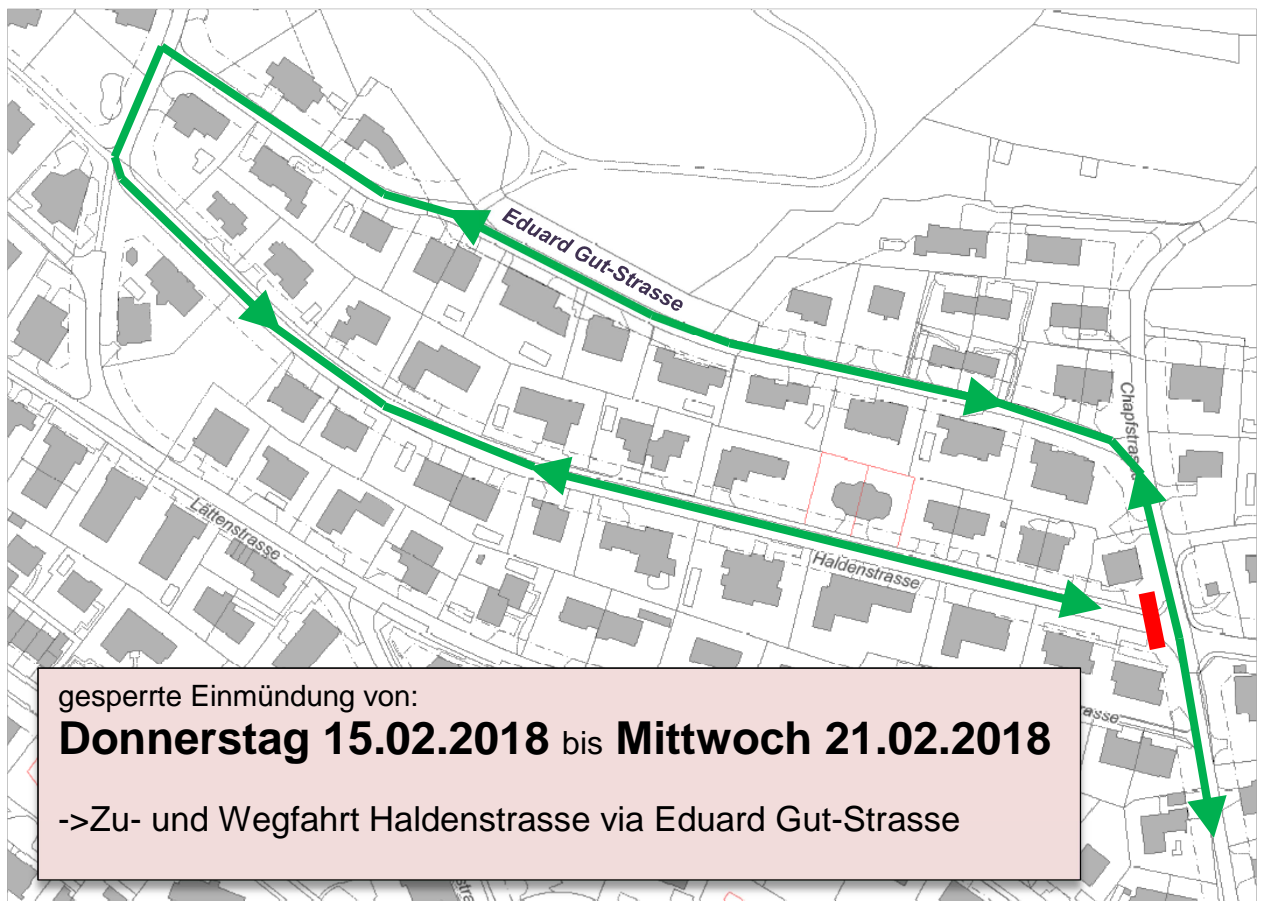 Eduard Gut-Strasse
Chapfstrasse
Lättenstrasse
Haldenstrasse
gesperrte Einmündung von:
Donnerstag 15.02.2018 bis Mittwoch 21.02.2018
->Zu- und Wegfahrt Haldenstrasse via Eduard Gut-Strasse